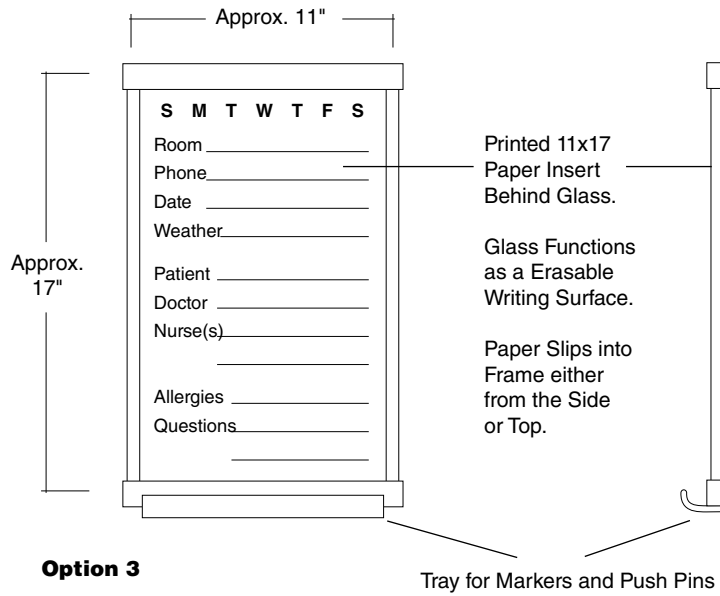 Approx. 11"
S M T W T F S
Room
Phone
Date
Weather
Patient
Doctor
Nurse(s)
Allergies
Questions
Approx.
17"
Printed 11x17
Paper Insert
Behind Glass.
Glass Functions
as a Erasable
Writing Surface.
Paper Slips into
Frame either
from the Side
or Top.
Option 3
Tray for Markers and Push Pins